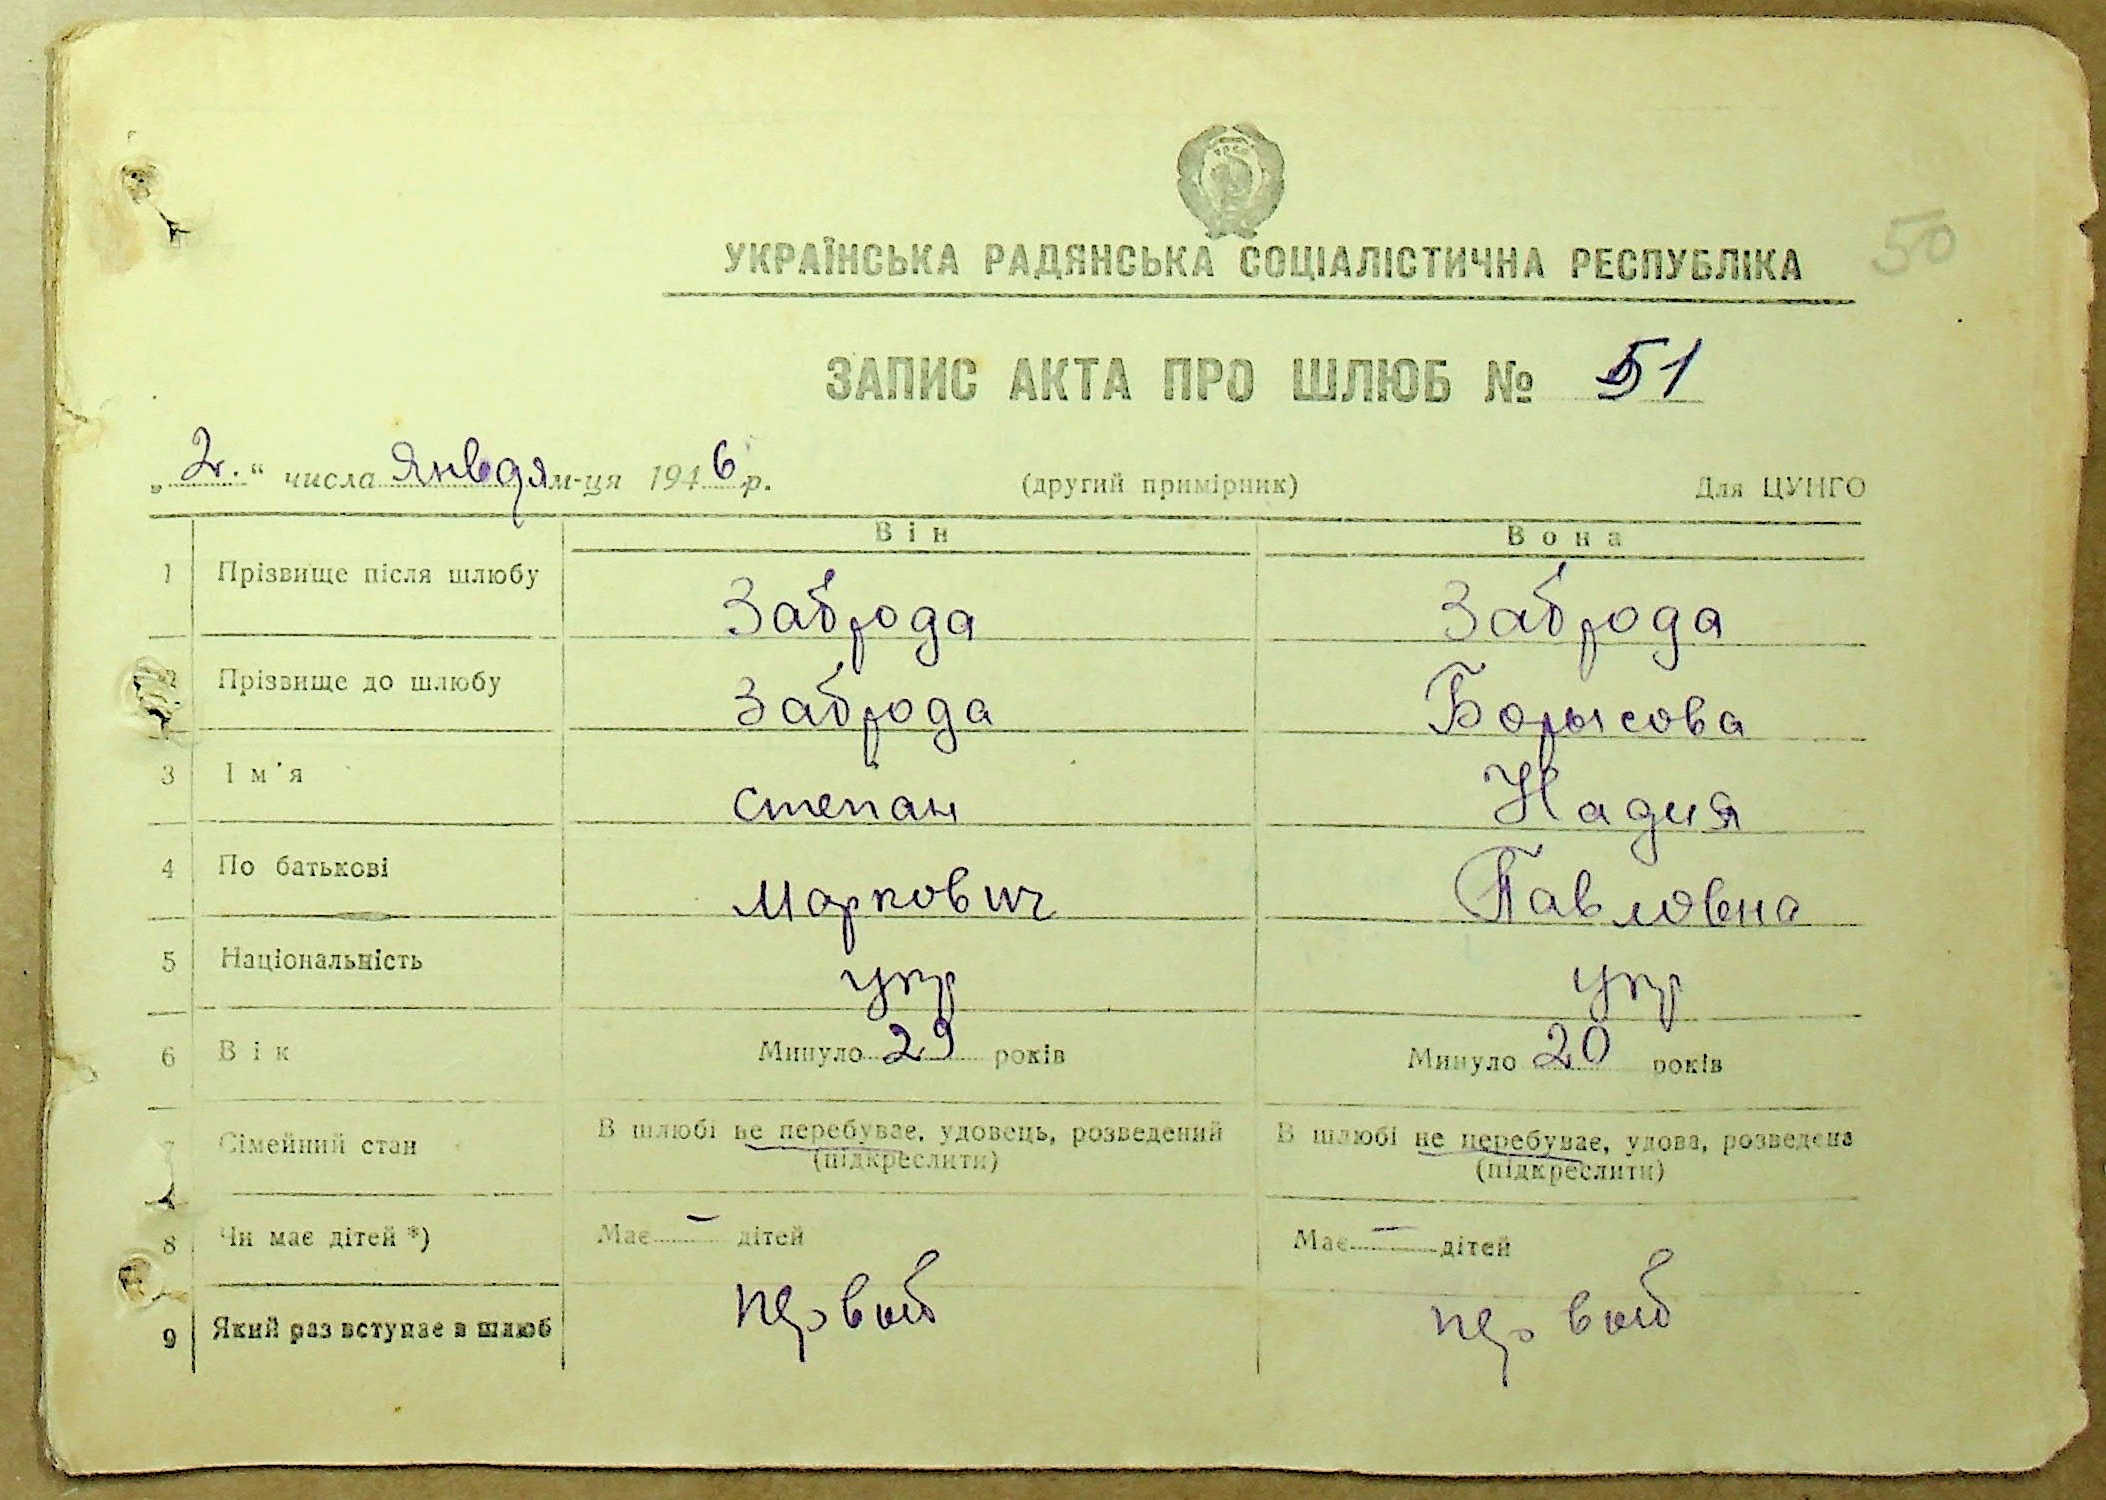 50
УКРАЇНСЬКА РАДЯНСЬКА СОЦІАЛІСТИЧНА РЕСПУБЛІКА
ЗАПИС АКТА ПРО ШЛЮБ № 51
„2.“ числа Января м-ця 1946 р. (другий примірник) Для ЦУНГО
Він Вона
1 Прізвище після шлюбу Заброда Заброда
2 Прізвище до шлюбу Заброда Борысова
3 Ім'я степан Надия
4 По батькові Маркович Павловна
5 Національність укр укр
6 Вік Минуло 29 років Минуло 20 років
7 Сімейний стан В шлюбі не перебуває, удовець, розведений В шлюбі не перебуває, удова, розведена
(підкреслити) (підкреслити)
8 Чи має дітей *) Має — дітей Має — дітей
9 Який раз вступає в шлюб первый первый